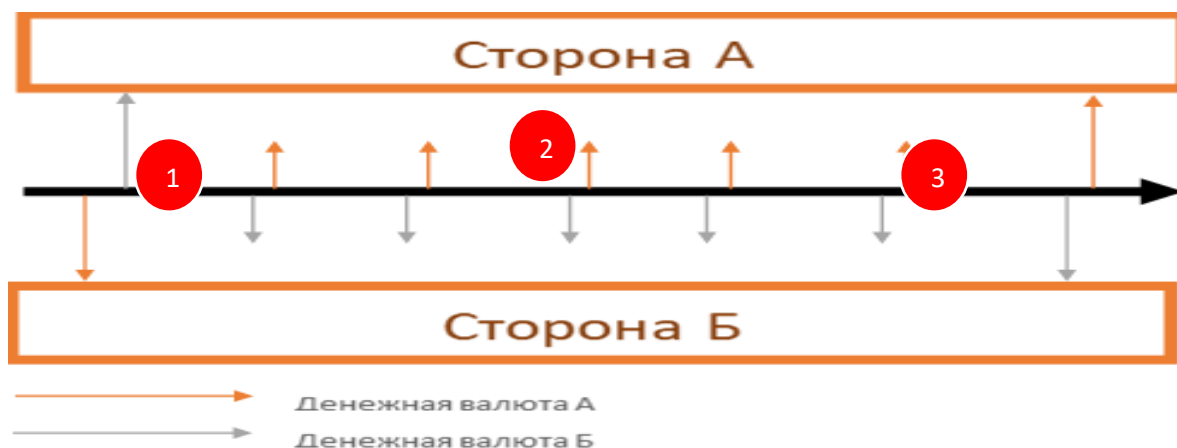 Сторона А
2
1
3
Сторона Б
Денежная валюта А
Денежная валюта Б